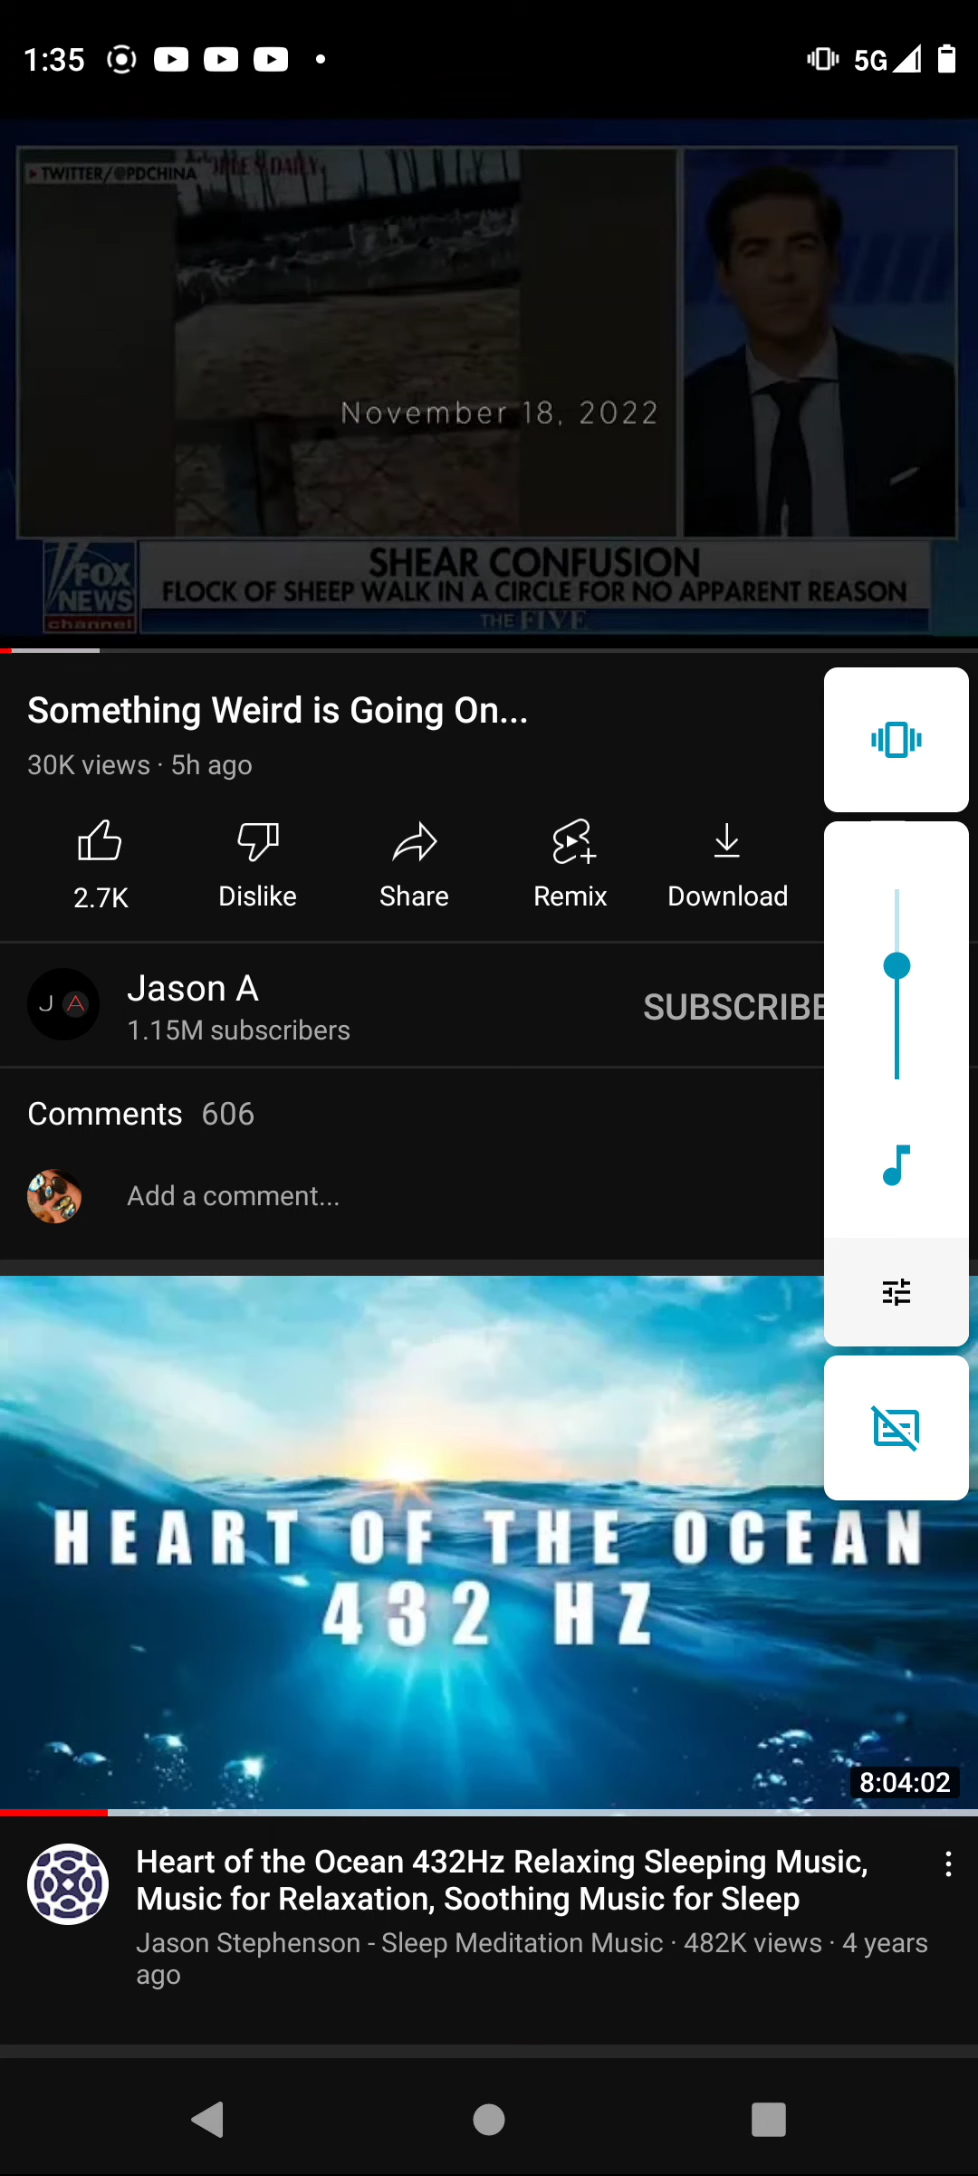 1:35
5G
TWITTER/@PDCHINA
November 18, 2022
FOX
NEWS
channel
SHEAR CONFUSION
FLOCK OF SHEEP WALK IN A CIRCLE FOR NO APPARENT REASON
THE FIVE
Something Weird is Going On...
30K views · 5h ago
2.7K
Dislike
Share
Remix
Download
J A
Jason A
1.15M subscribers
SUBSCRIBE
Comments 606
Add a comment...
HEART OF THE OCEAN
432 HZ
8:04:02
Heart of the Ocean 432Hz Relaxing Sleeping Music,
Music for Relaxation, Soothing Music for Sleep
Jason Stephenson - Sleep Meditation Music · 482K views · 4 years
ago